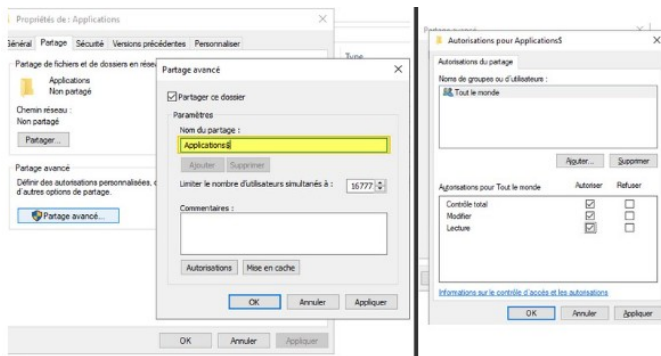 Propriétés de : Applications
Général Partage Sécurité Versions précédentes Personnaliser
Partage de fichiers et de dossiers en réseau
Applications
Non partagé
Chemin réseau :
Non partagé
Partager...
Partage avancé
Définir des autorisations personnalisées, c
d'autres options de partage.
Partage avancé...
OK Annuler Appliquer
Type
Partage avancé
Partager ce dossier
Paramètres
Nom du partage :
Applications$
Ajouter Supprimer
Limiter le nombre d'utilisateurs simultanés à : 16777
Commentaires :
Autorisations Mise en cache
OK Annuler Appliquer
Partage avancé
Autorisations pour Applications$
Autorisations du partage
Noms de groupes ou d'utilisateurs :
Tout le monde
Ajouter... Supprimer
Autorisations pour Tout le monde Autoriser Refuser
Contrôle total
Modifier
Lecture
Informations sur le contrôle d'accès et les autorisations
OK Annuler Appliquer